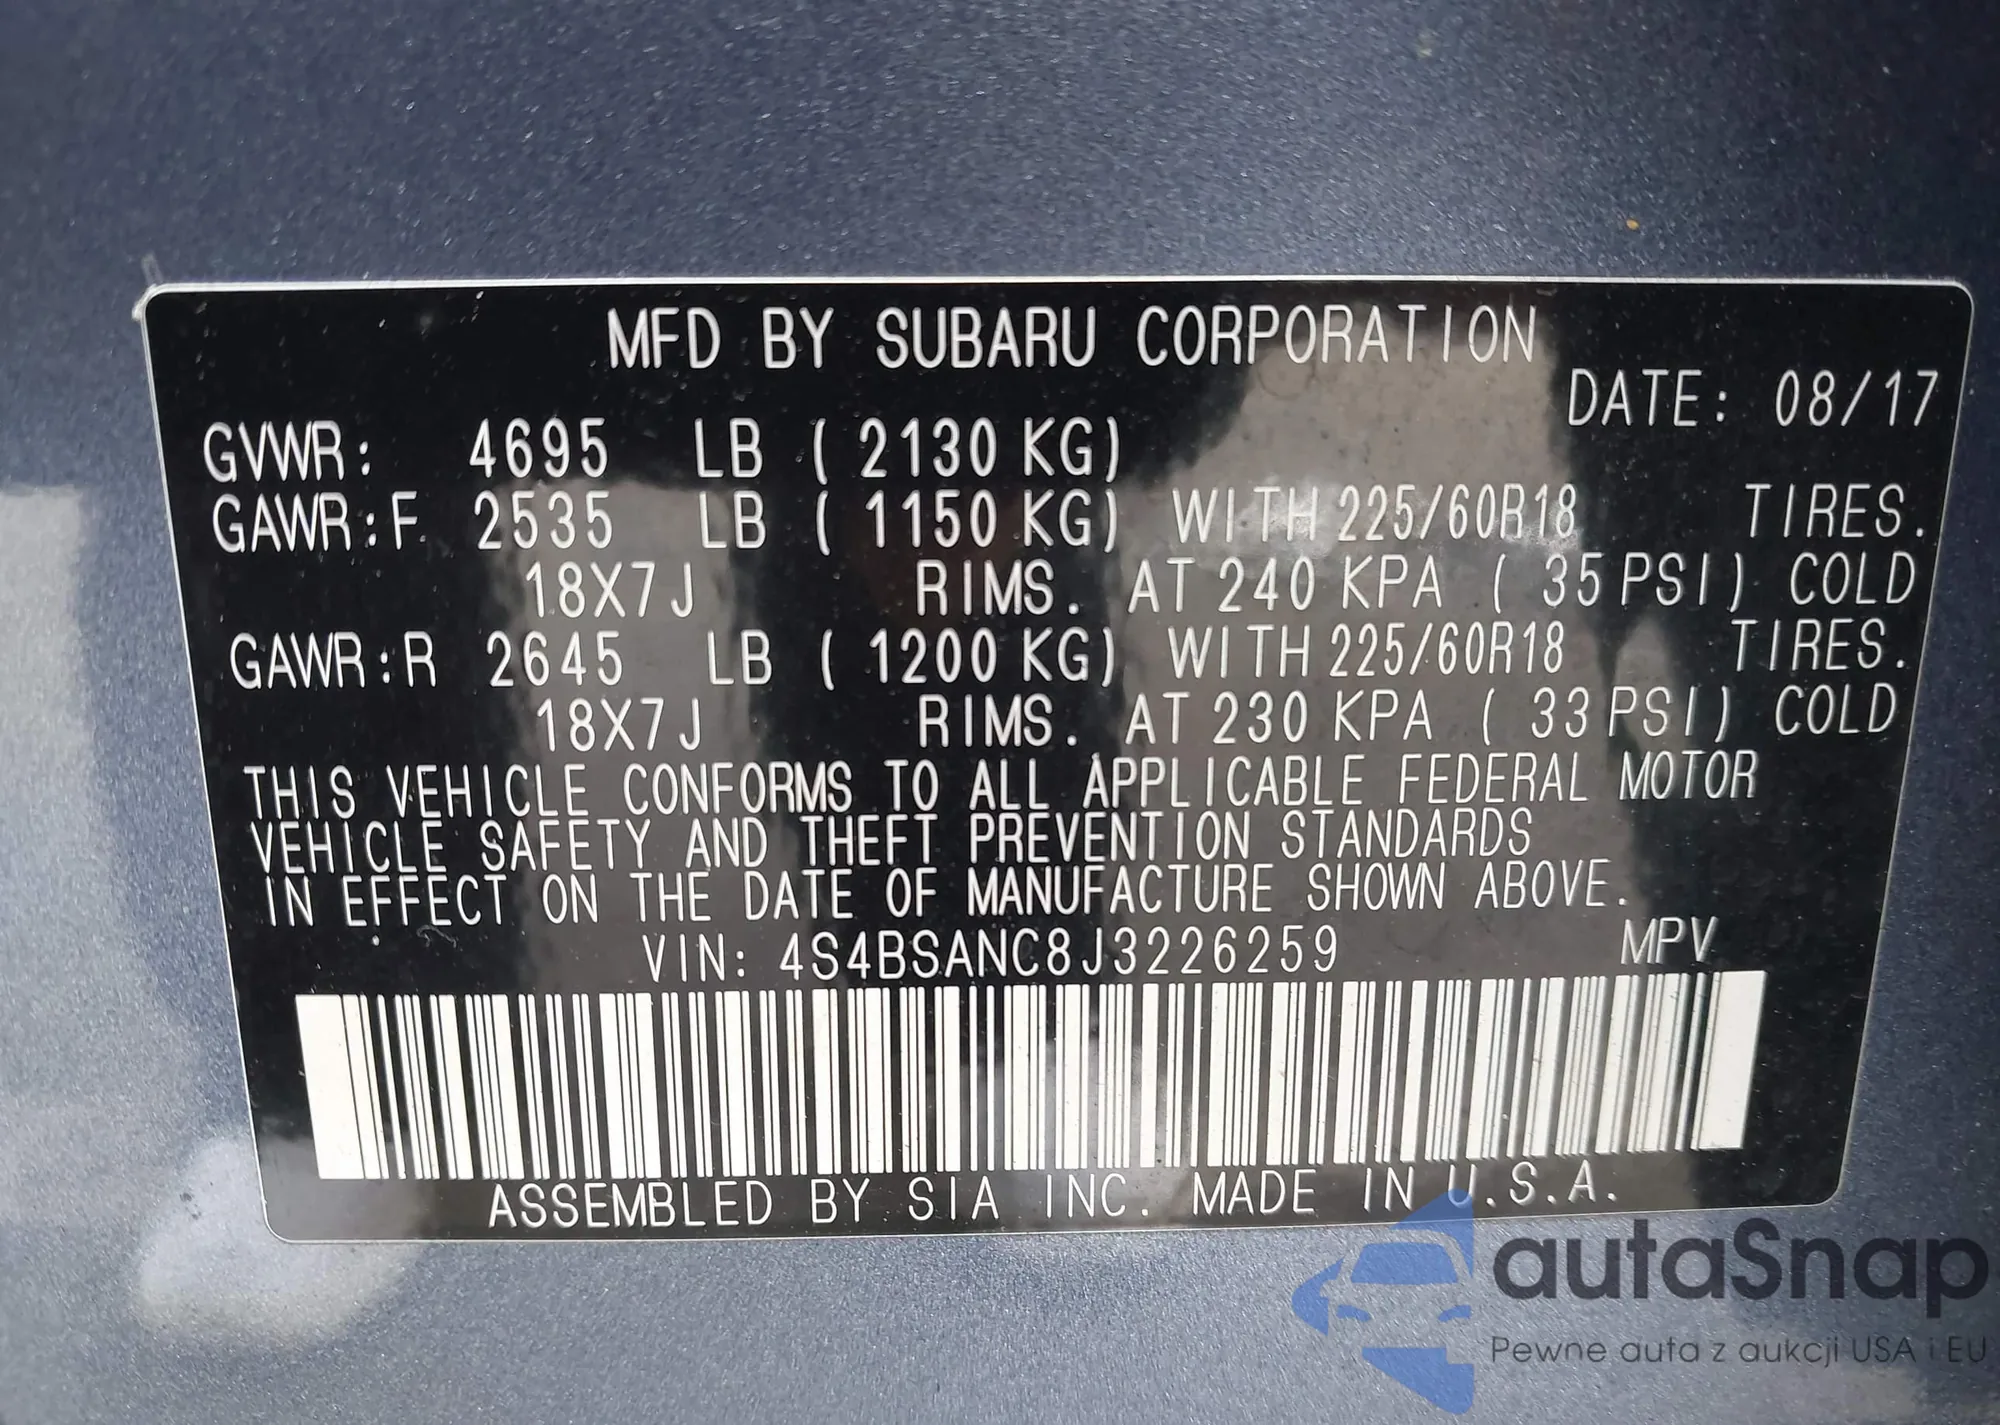 MFD BY SUBARU CORPORATION
DATE: 08/17
GVWR: 4695 LB ( 2130 KG)
GAWR:F 2535 LB ( 1150 KG) WITH 225/60R18 TIRES.
18X7J RIMS. AT 240 KPA ( 35 PSI) COLD
GAWR:R 2645 LB ( 1200 KG) WITH 225/60R18 TIRES.
18X7J RIMS. AT 230 KPA ( 33 PSI) COLD
THIS VEHICLE CONFORMS TO ALL APPLICABLE FEDERAL MOTOR
VEHICLE SAFETY AND THEFT PREVENTION STANDARDS
IN EFFECT ON THE DATE OF MANUFACTURE SHOWN ABOVE.
VIN: 4S4BSANC8J3226259 MPV
ASSEMBLED BY SIA INC. MADE IN U.S.A.
autaSnap
Pewne auta z aukcji USA i EU